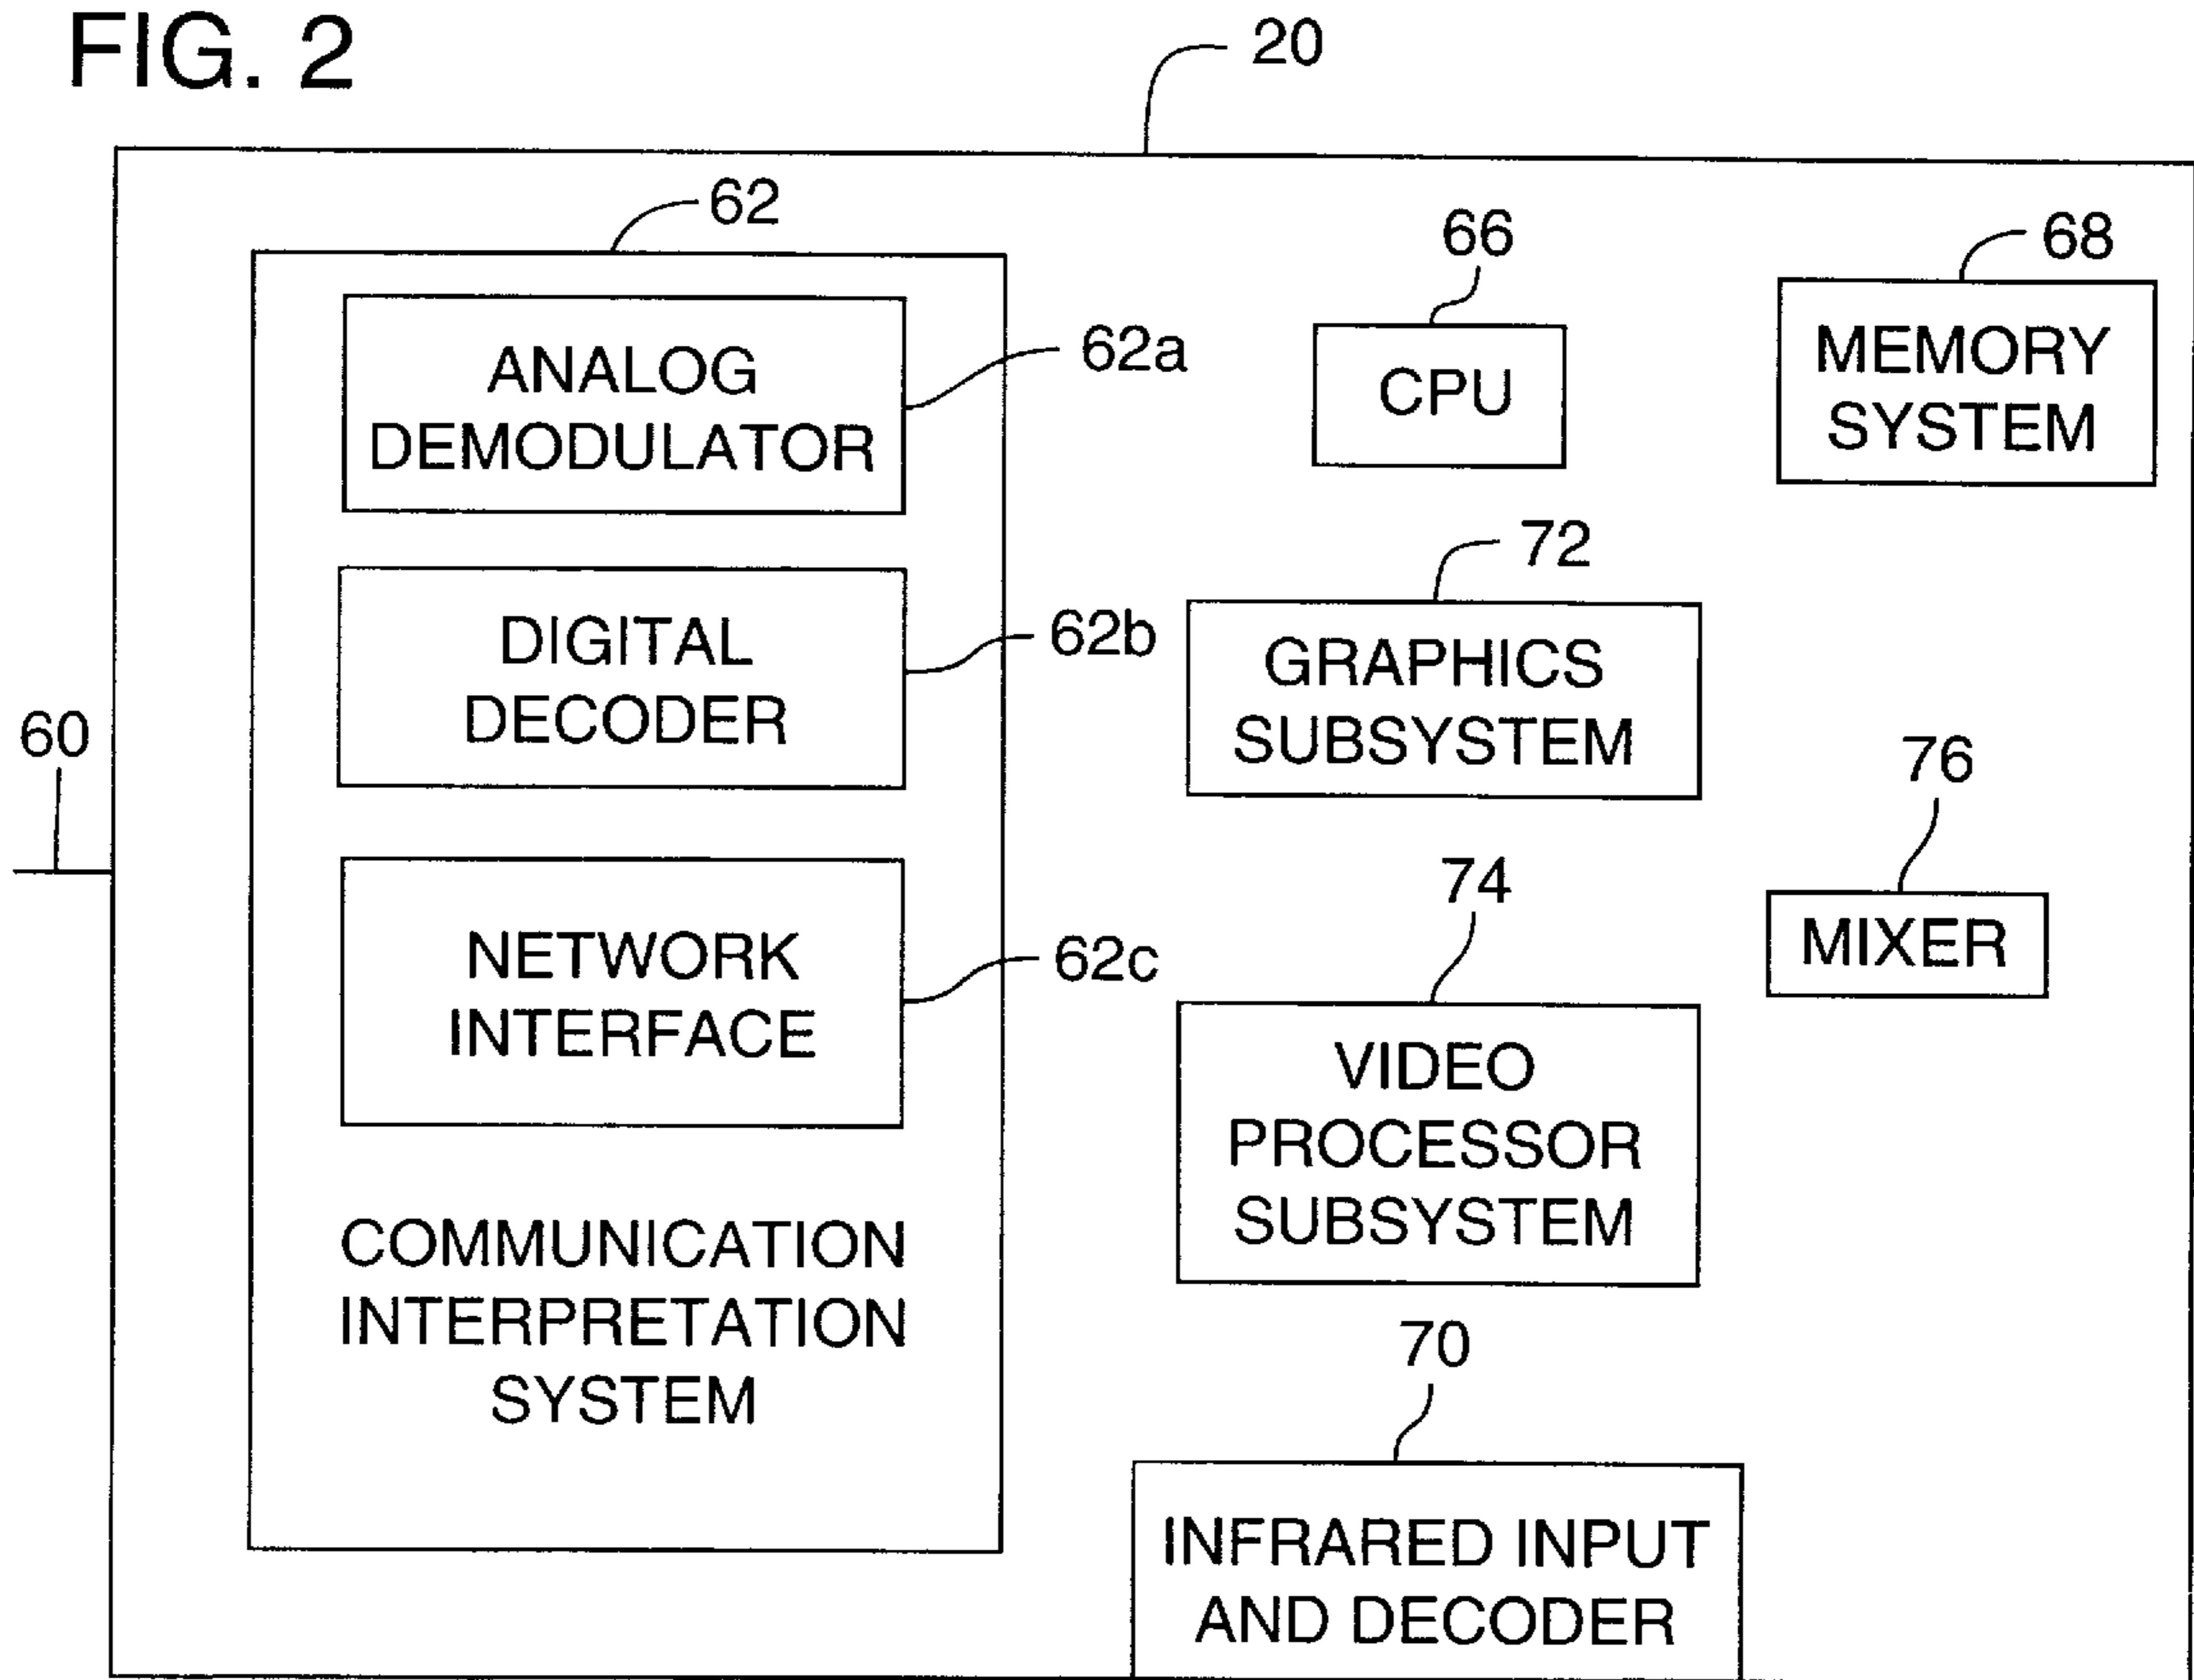 FIG. 2
20
62
66
68
ANALOG
DEMODULATOR
62a
CPU
MEMORY
SYSTEM
72
DIGITAL
DECODER
62b
GRAPHICS
SUBSYSTEM
60
76
74
MIXER
NETWORK
INTERFACE
62c
VIDEO
PROCESSOR
SUBSYSTEM
COMMUNICATION
INTERPRETATION
SYSTEM
70
INFRARED INPUT
AND DECODER